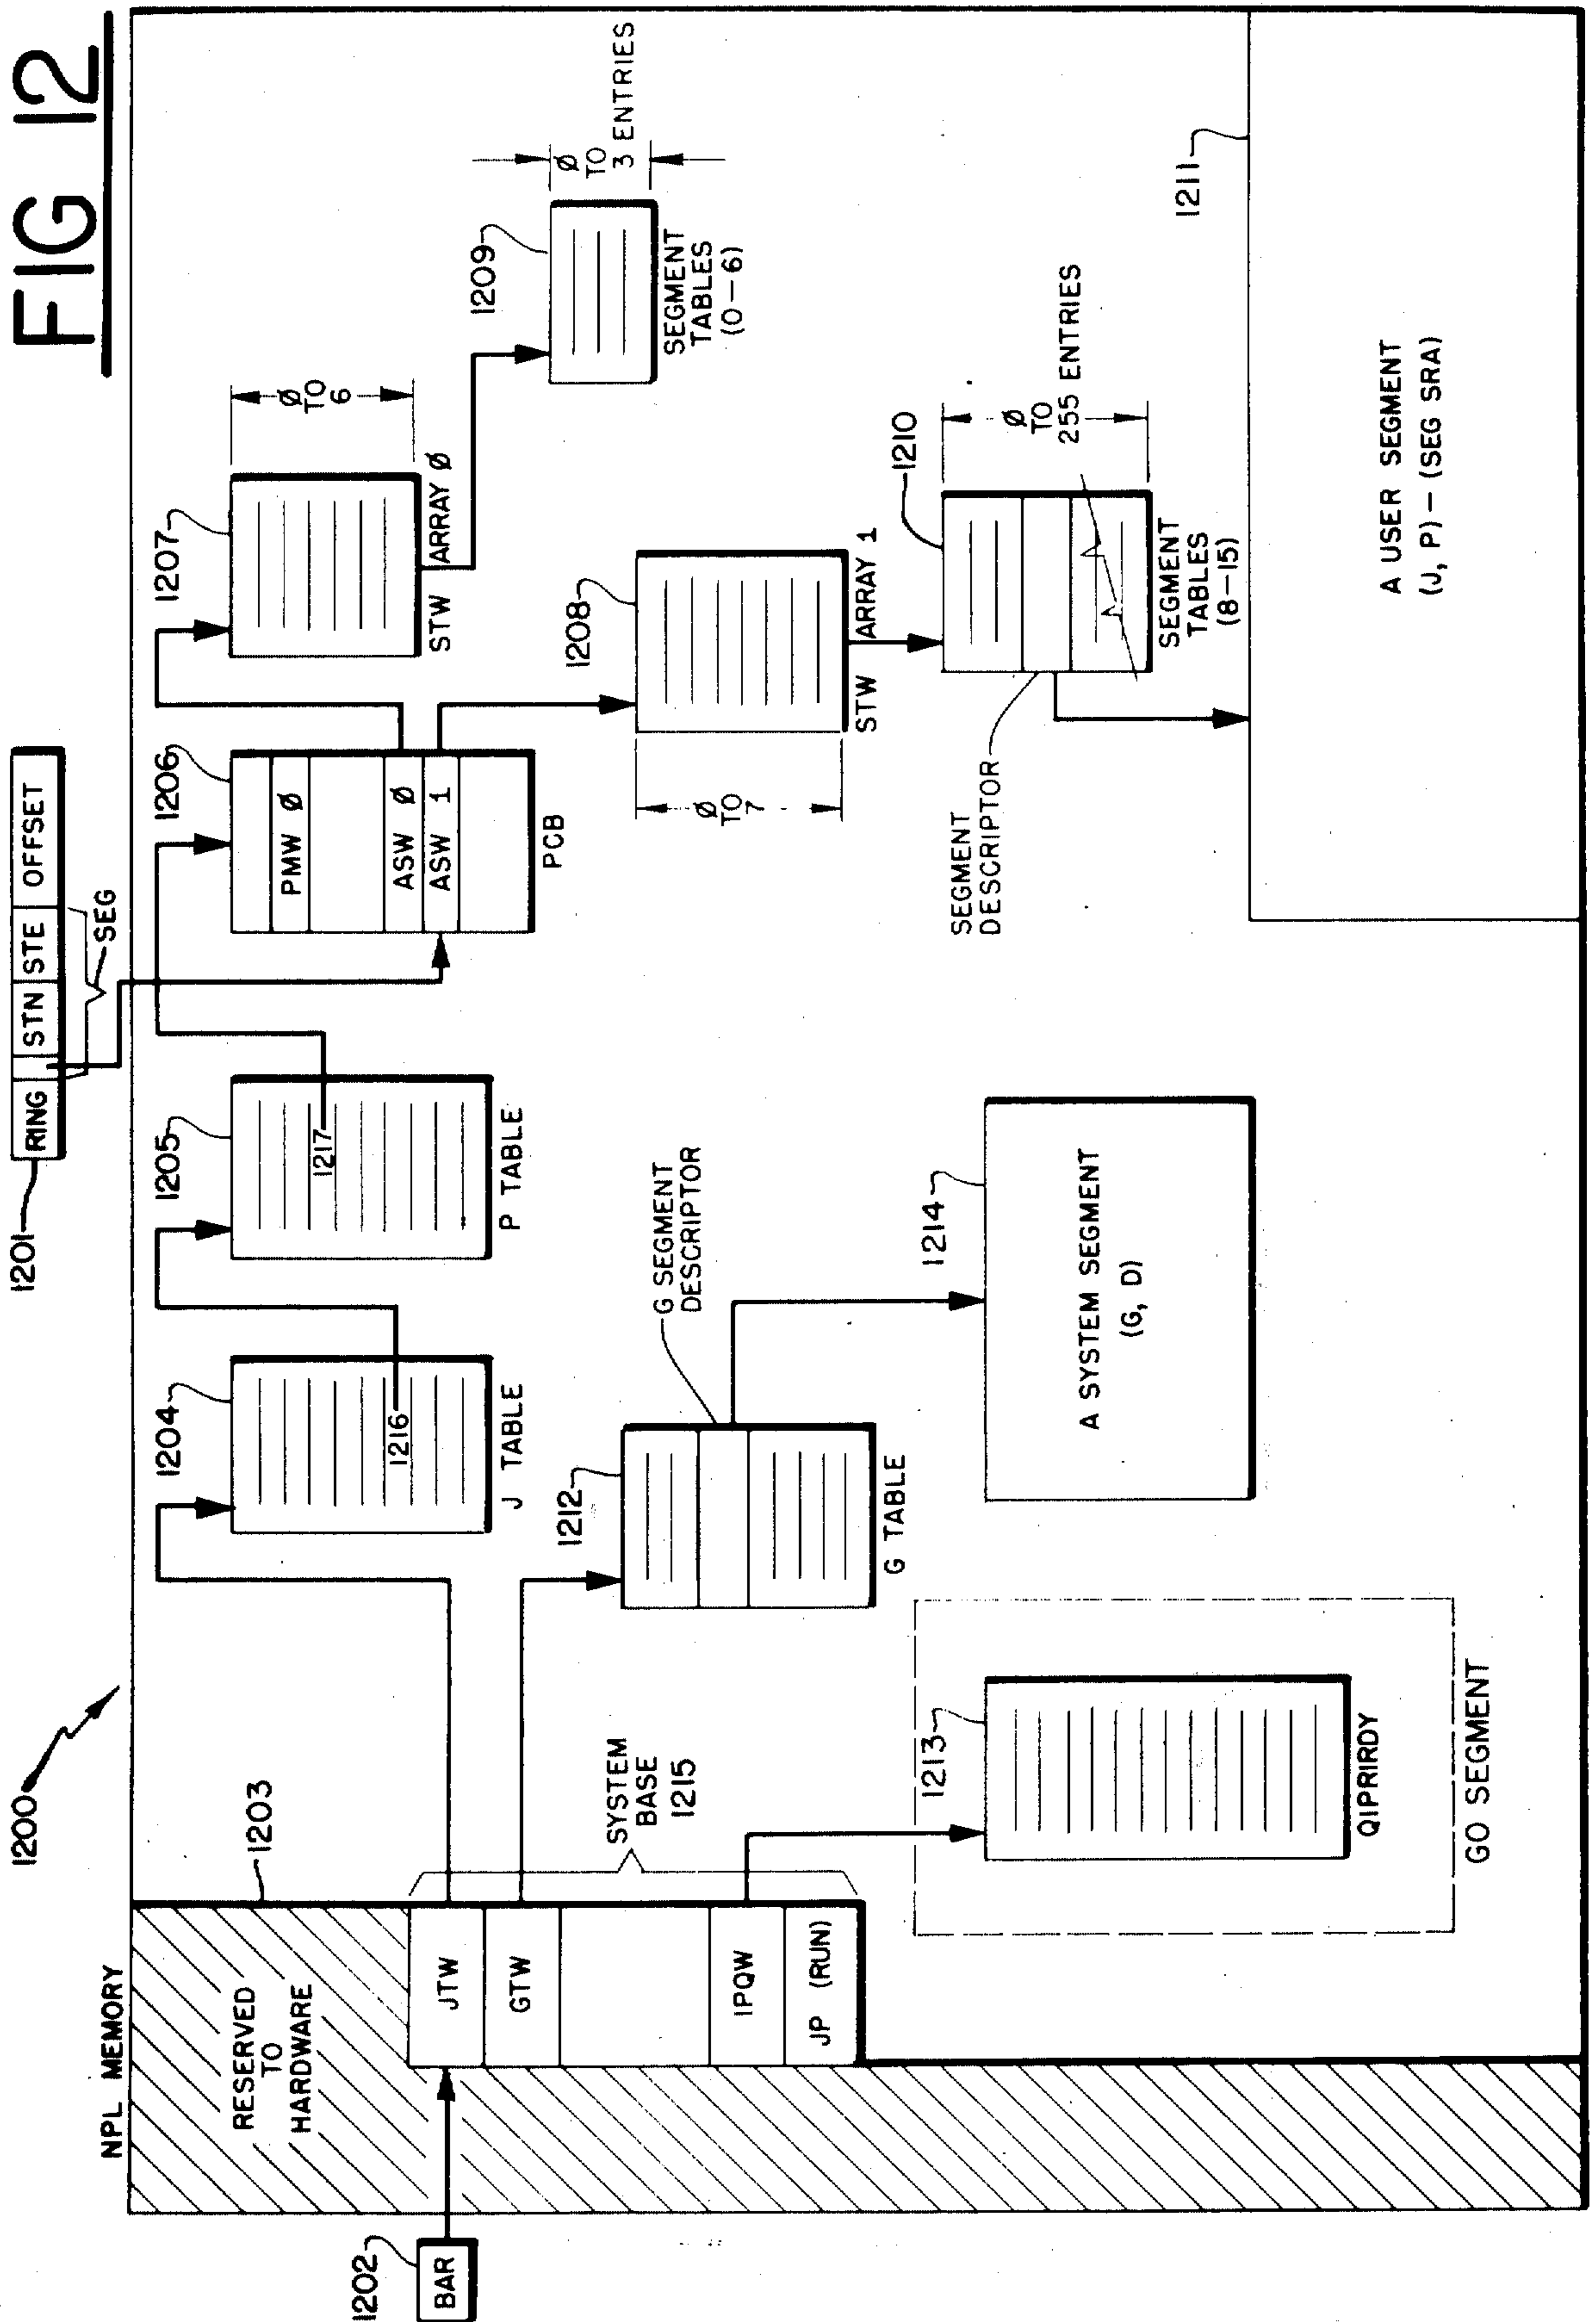 FIG 12
1200
1201
RING STN STE OFFSET
SEG
NPL MEMORY
1203
RESERVED
TO
HARDWARE
1202
BAR
JTW
GTW
IPQW
JP (RUN)
SYSTEM
BASE
1215
1204
1216
J TABLE
1205
1217
P TABLE
1206
PMW Ø
ASW Ø
ASW 1
PCB
1207
Ø
TO
6
STW ARRAY Ø
1209
Ø
TO
3 ENTRIES
SEGMENT
TABLES
(0–6)
1208
Ø
TO
7
STW ARRAY 1
1210
Ø
TO
255 ENTRIES
SEGMENT
TABLES
(8–15)
SEGMENT
DESCRIPTOR
1212
G TABLE
G SEGMENT
DESCRIPTOR
1213
QIPRIRDY
GO SEGMENT
1214
A SYSTEM SEGMENT
(G, D)
1211
A USER SEGMENT
(J, P) – (SEG SRA)